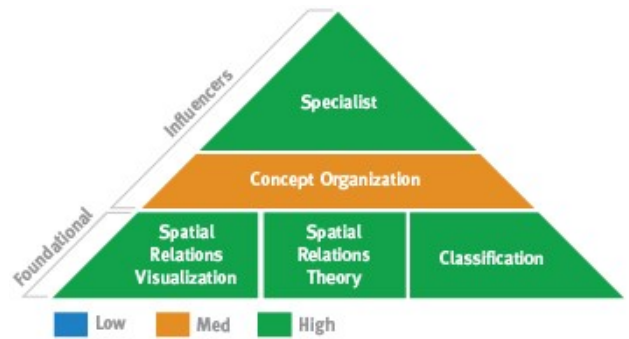 Influencers
Specialist
Concept Organization
Foundational
Spatial
Relations
Visualization
Spatial
Relations
Theory
Classification
Low
Med
High